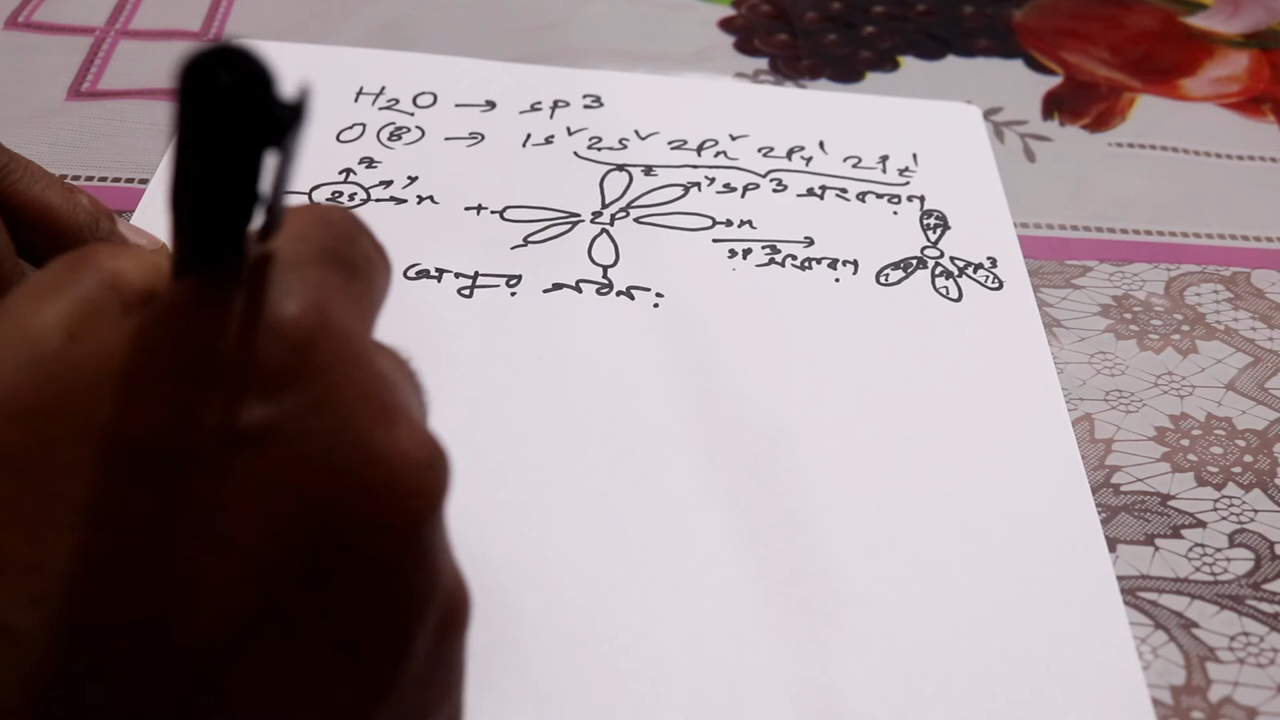 H2O → sp3
O(8) → 1s² 2s² 2px² 2py¹ 2pz¹
z y sp3 সংকরণ
2s x + 2p x
sp3 সংকরণ
অণুর গঠন: